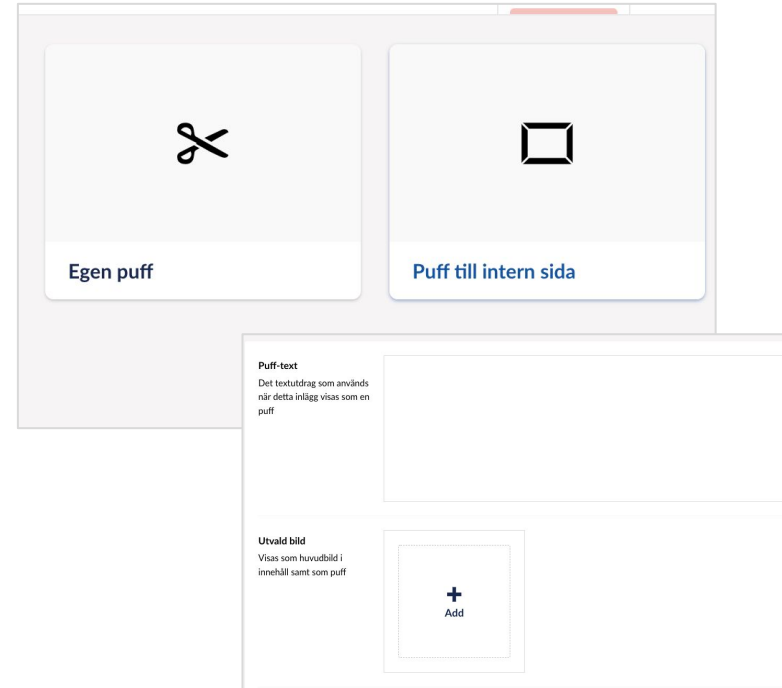 Egen puff
Puff till intern sida
Puff-text
Det textutdrag som används
när detta inlägg visas som en
puff
Utvald bild
Visas som huvudbild i
innehåll samt som puff
Add